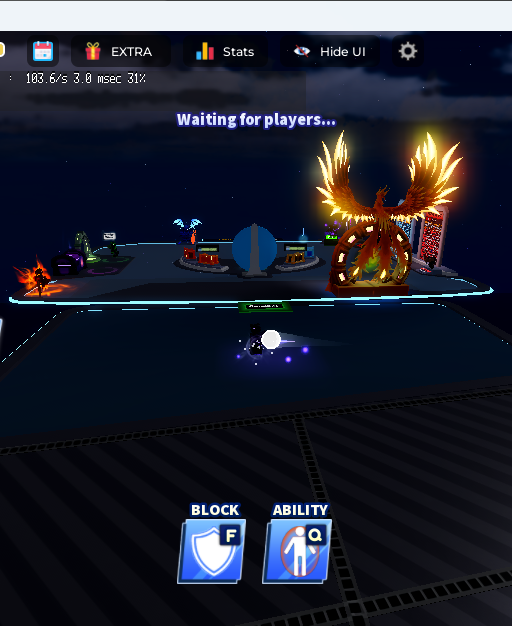 EXTRA
Stats
Hide UI
: 103.6/s 3.0 msec 31%
Waiting for players...
BLOCK
ABILITY
F
Q